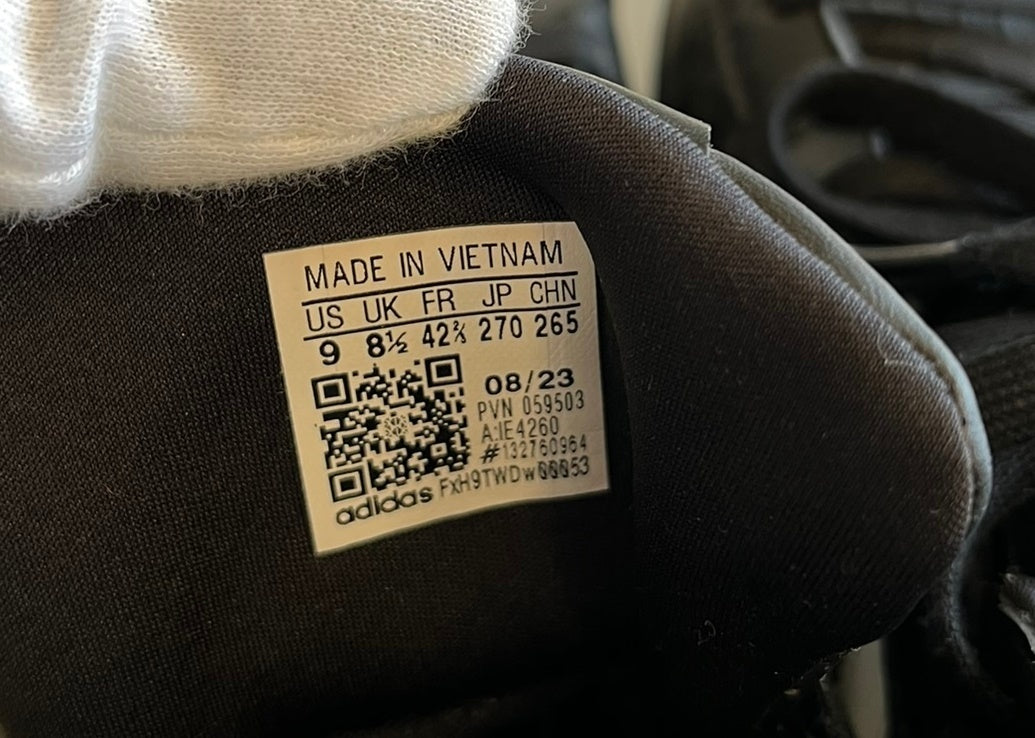 MADE IN VIETNAM
US UK FR JP CHN
9 8½ 42⅔ 270 265
08/23
PVN 059503
A:IE4260
#132760964
adidas FxH9TWDw00053